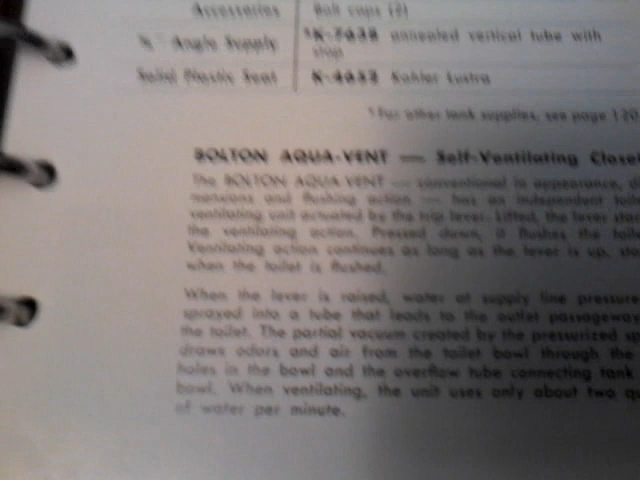 Accessories Bolt caps (2)
Angle Supply annealed vertical tube with
stop
Solid Plastic Seat Kohler Lustra
For other tank supplies, see page 120
BOLTON AQUA-VENT — Self-Ventilating Closet
The BOLTON AQUA-VENT — conventional in appearance,
mensions and flushing action — has an independent
ventilating unit actuated by the trip lever. Lifted, the lever
the ventilating action. Pressed down, it flushes the
Ventilating action continues as long as the lever is up,
when the toilet is flushed.
When the lever is raised, water at supply line pressure
sprayed into a tube that leads to the outlet passageway
the toilet. The partial vacuum created by the pressurized
draws odors and air from the toilet bowl through the
holes in the bowl and the overflow tube connecting tank
bowl. When ventilating, the unit uses only about two
of water per minute.